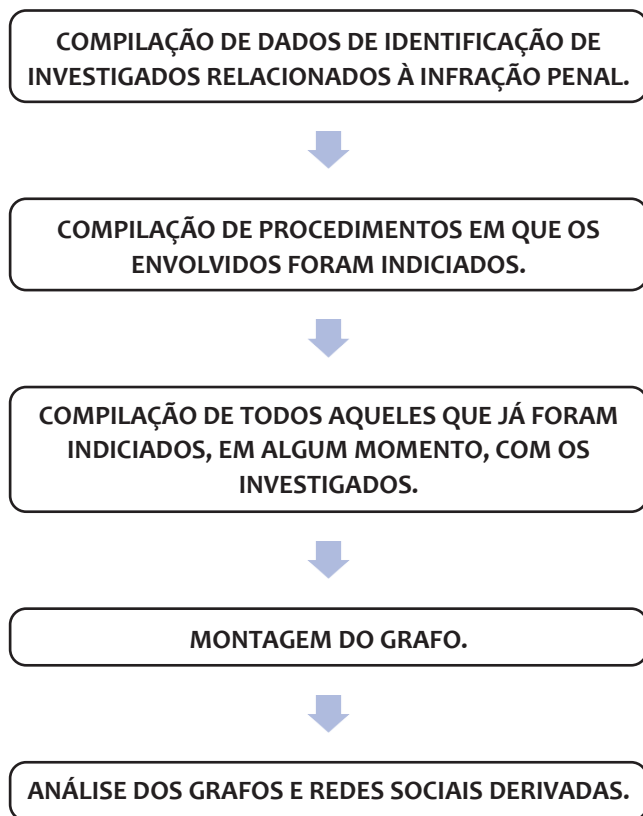 COMPILAÇÃO DE DADOS DE IDENTIFICAÇÃO DE
INVESTIGADOS RELACIONADOS À INFRAÇÃO PENAL.
COMPILAÇÃO DE PROCEDIMENTOS EM QUE OS
ENVOLVIDOS FORAM INDICIADOS.
COMPILAÇÃO DE TODOS AQUELES QUE JÁ FORAM
INDICIADOS, EM ALGUM MOMENTO, COM OS
INVESTIGADOS.
MONTAGEM DO GRAFO.
ANÁLISE DOS GRAFOS E REDES SOCIAIS DERIVADAS.